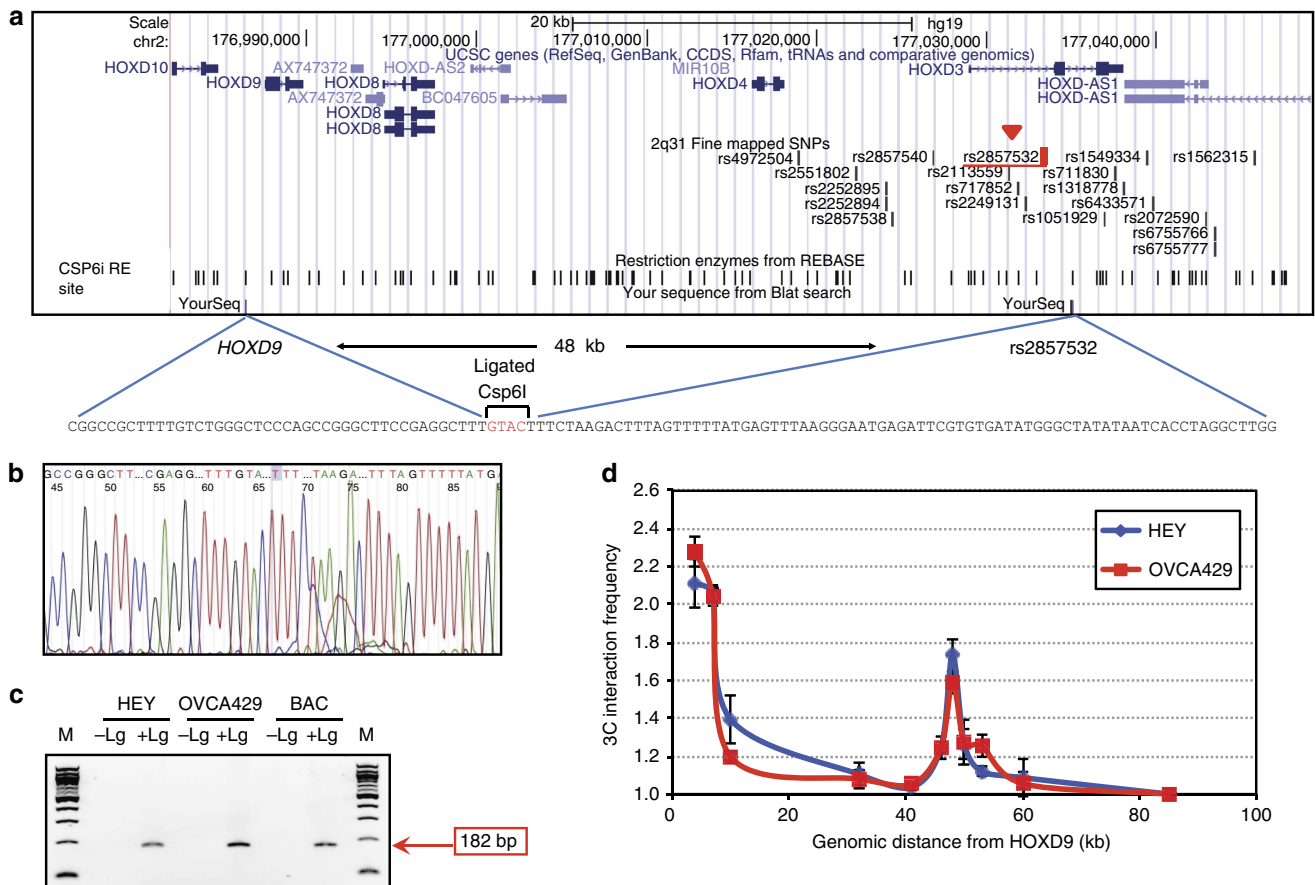 a
Scale
20 kb
hg19
chr2:
176,990,000
177,000,000
177,010,000
177,020,000
177,030,000
177,040,000
UCSC genes (RefSeq, GenBank, CCDS, Rfam, tRNAs and comparative genomics)
HOXD10
AX747372
HOXD-AS2
MIR10B
HOXD3
HOXD9
HOXD8
HOXD4
HOXD-AS1
AX747372
BC047605
HOXD-AS1
HOXD8
HOXD8
2q31 Fine mapped SNPs
rs4972504
rs2857540
rs2857532
rs1549334
rs1562315
rs2551802
rs2113559
rs711830
rs2252895
rs717852
rs1318778
rs2252894
rs2249131
rs6433571
rs2857538
rs1051929
rs2072590
rs6755766
rs6755777
CSP6i RE
site
Restriction enzymes from REBASE
Your sequence from Blat search
YourSeq
YourSeq
HOXD9
48 kb
rs2857532
Ligated
Csp6I
CGGCCGCTTTTGTCTGGGCTCCCAGCCGGGCTTCCGAGGCTTTGTACTTTCTAAGACTTTAGTTTTTATGAGTTTAAGGGAATGAGATTCGTGTGATATGGGCTATATAATCACCTAGGCTTGG
b
GCCGGGCTT...CGAGG...TTTGTA...TTTT...TAAGA...TTTAGTTTTTATG
45 50 55 60 65 70 75 80 85
c
HEY OVCA429 BAC
M –Lg +Lg –Lg +Lg –Lg +Lg M
182 bp
d
2.6
2.4
2.2
2.0
1.8
1.6
1.4
1.2
1.0
3C interaction frequency
HEY
OVCA429
0 20 40 60 80 100
Genomic distance from HOXD9 (kb)